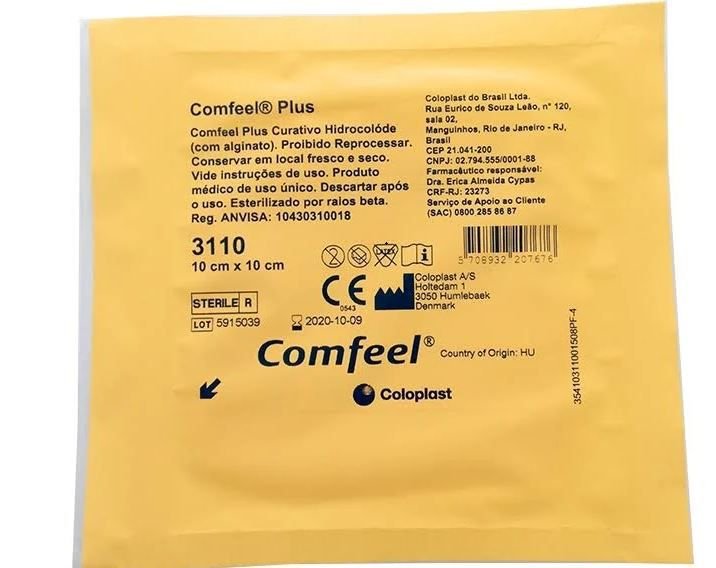 Comfeel® Plus
Comfeel Plus Curativo Hidrocolóde
(com alginato). Proibido Reprocessar.
Conservar em local fresco e seco.
Vide instruções de uso. Produto
médico de uso único. Descartar após
o uso. Esterilizado por raios beta.
Reg. ANVISA: 10430310018
Coloplast do Brasil Ltda.
Rua Eurico de Souza Leão, n° 120,
sala 02,
Manguinhos, Rio de Janeiro - RJ,
Brasil
CEP 21.041-200
CNPJ: 02.794.555/0001-88
Farmacêutico responsável:
Dra. Erica Almeida Cypas
CRF-RJ: 23273
Serviço de Apoio ao Cliente
(SAC) 0800 285 86 87
3110
10 cm x 10 cm
2
LATEX
i
5 708932 207676
CE
0543
Coloplast A/S
Holtedam 1
3050 Humlebaek
Denmark
STERILE R
LOT 5915039
2020-10-09
Comfeel®
Country of Origin: HU
Coloplast
35410311001508PF-4